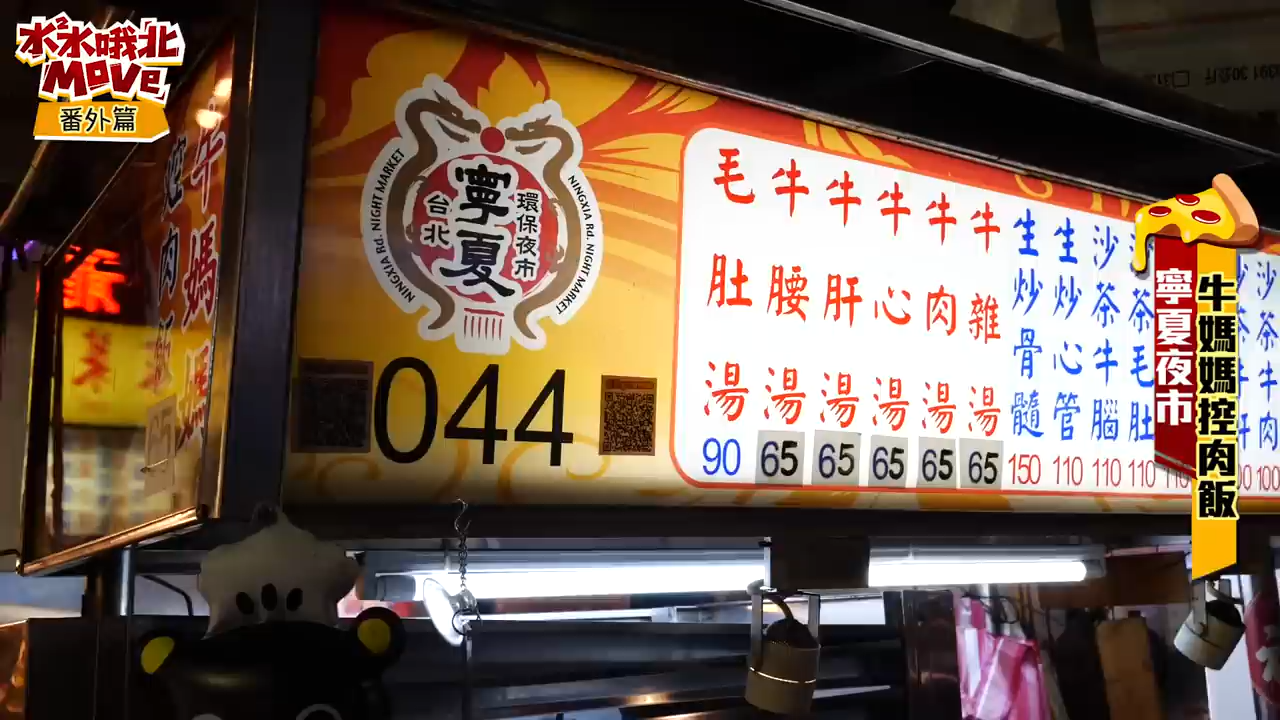 水水哦北
MOVE
2
番外篇
牛媽媽
控肉飯
NINGXIA Rd. NIGHT MARKET
台北
寧夏
環保夜市
NINGXIA Rd. NIGHT MARKET
044
毛肚湯 90
牛腰湯 65
牛肝湯 65
牛心湯 65
牛肉湯 65
牛雜湯 65
生炒骨髓 150
生炒心管 110
沙茶牛腦 110
毛肚 110
沙茶牛肉 100
寧夏夜市
牛媽媽控肉飯